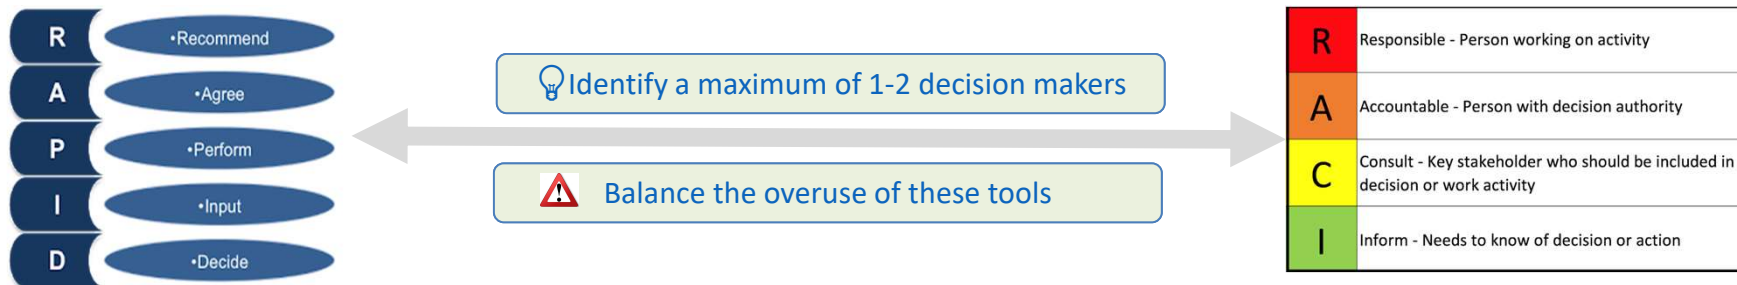 R
•Recommend
A
•Agree
P
•Perform
I
•Input
D
•Decide
Identify a maximum of 1-2 decision makers
Balance the overuse of these tools
R
Responsible - Person working on activity
A
Accountable - Person with decision authority
C
Consult - Key stakeholder who should be included in
decision or work activity
I
Inform - Needs to know of decision or action